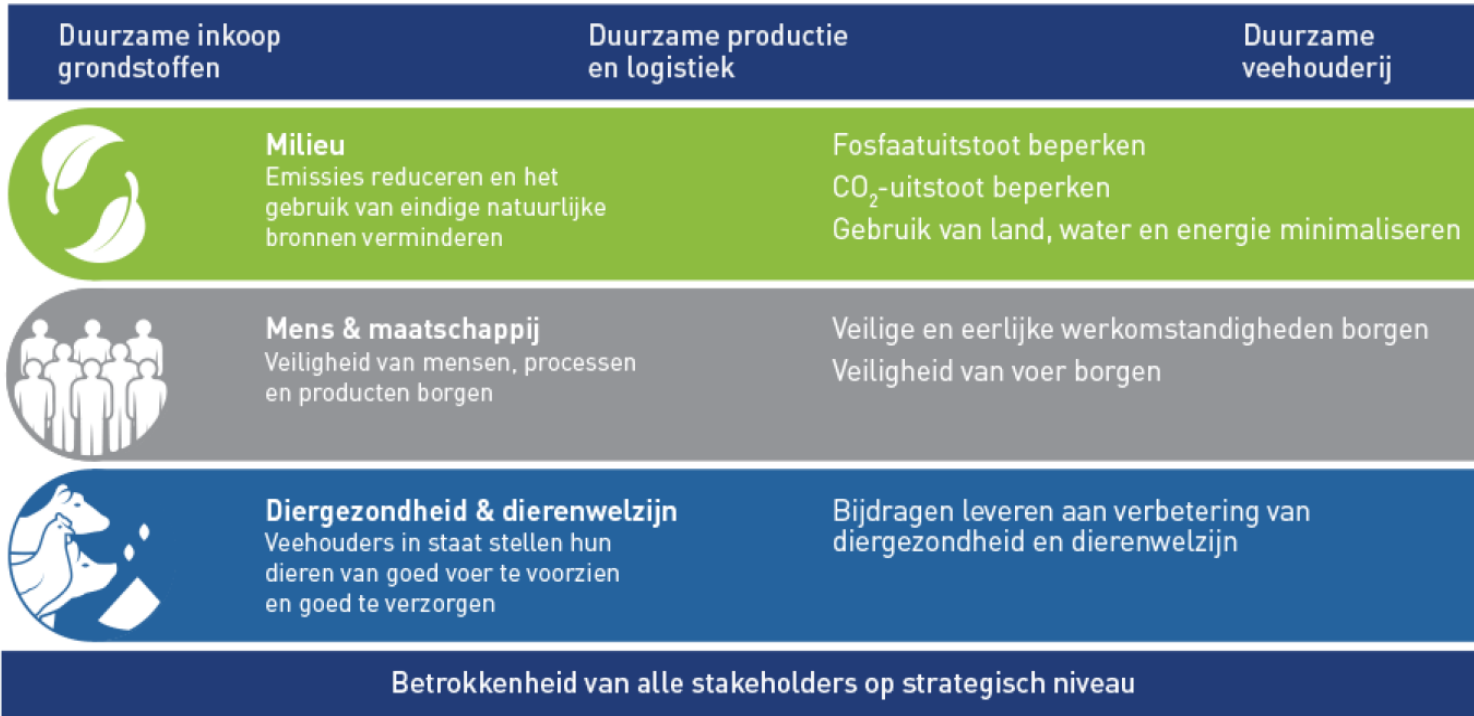 Duurzame inkoop
grondstoffen
Duurzame productie
en logistiek
Duurzame
veehouderij
Milieu
Emissies reduceren en het
gebruik van eindige natuurlijke
bronnen verminderen
Fosfaatuitstoot beperken
CO₂-uitstoot beperken
Gebruik van land, water en energie minimaliseren
Mens & maatschappij
Veiligheid van mensen, processen
en producten borgen
Veilige en eerlijke werkomstandigheden borgen
Veiligheid van voer borgen
Diergezondheid & dierenwelzijn
Veehouders in staat stellen hun
dieren van goed voer te voorzien
en goed te verzorgen
Bijdragen leveren aan verbetering van
diergezondheid en dierenwelzijn
Betrokkenheid van alle stakeholders op strategisch niveau